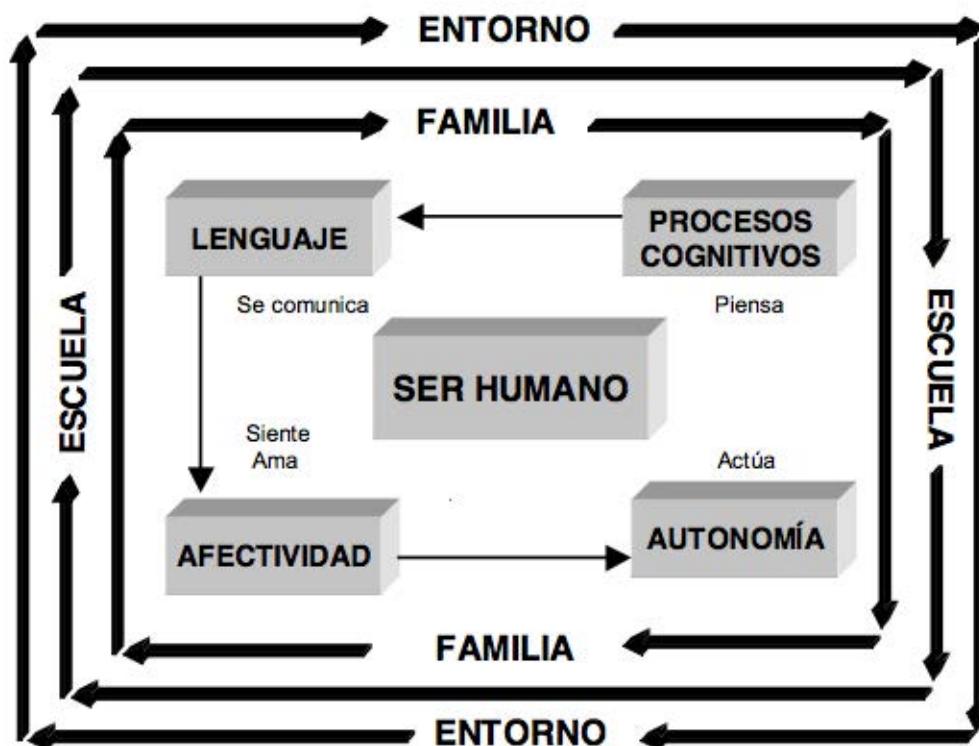 ENTORNO
FAMILIA
LENGUAJE
PROCESOS
COGNITIVOS
Se comunica
Piensa
ESCUELA
ESCUELA
SER HUMANO
Siente
Ama
Actúa
AFECTIVIDAD
AUTONOMÍA
FAMILIA
ENTORNO